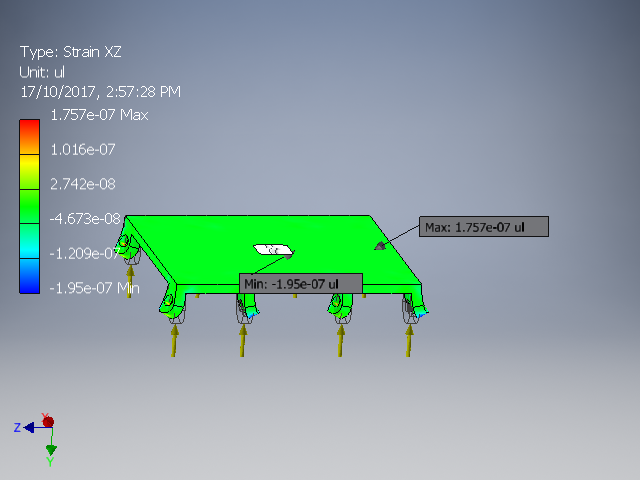 Type: Strain XZ
Unit: ul
17/10/2017, 2:57:28 PM
1.757e-07 Max
1.016e-07
2.742e-08
-4.673e-08
-1.209e-07
-1.95e-07 Min
Max: 1.757e-07 ul
Min: -1.95e-07 ul
X
Z
Y